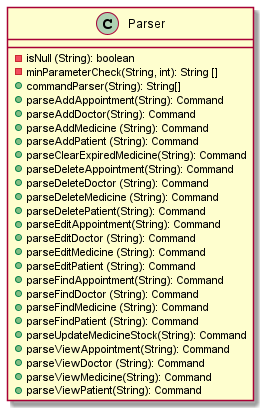 C Parser
isNull (String): boolean
minParameterCheck(String, int): String []
commandParser(String): String[]
parseAddAppointment(String): Command
parseAddDoctor(String): Command
parseAddMedicine (String): Command
parseAddPatient (String): Command
parseClearExpiredMedicine(String): Command
parseDeleteAppointment(String): Command
parseDeleteDoctor (String): Command
parseDeleteMedicine (String): Command
parseDeletePatient(String): Command
parseEditAppointment(String): Command
parseEditDoctor (String): Command
parseEditMedicine (String): Command
parseEditPatient (String): Command
parseFindAppointment(String): Command
parseFindDoctor (String): Command
parseFindMedicine (String): Command
parseFindPatient (String): Command
parseUpdateMedicineStock(String): Command
parseViewAppointment(String): Command
parseViewDoctor (String): Command
parseViewMedicine(String): Command
parseViewPatient(String): Command